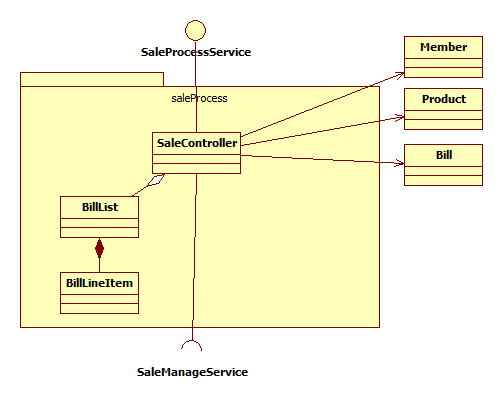 SaleProcessService
Member
saleProcess
Product
SaleController
Bill
BillList
BillLineItem
SaleManageService